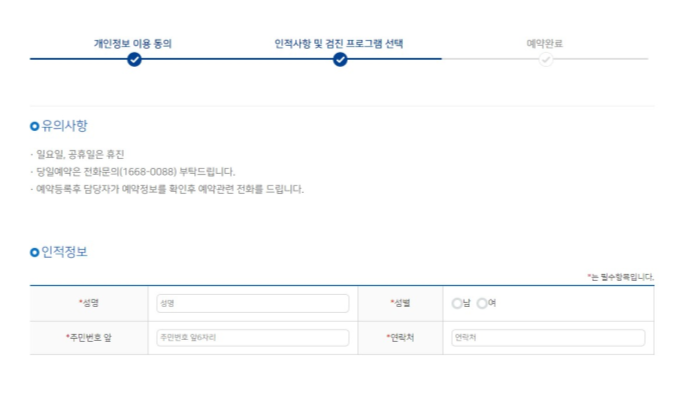 개인정보 이용 동의 인적사항 및 검진 프로그램 선택 예약완료
유의사항
· 일요일, 공휴일은 휴진
· 당일예약은 전화문의(1668-0088) 부탁드립니다.
· 예약등록후 담당자가 예약정보를 확인후 예약관련 전화를 드립니다.
인적정보
*는 필수항목입니다.
*성명 성명 *성별 남 여
*주민번호 앞 주민번호 앞6자리 *연락처 연락처